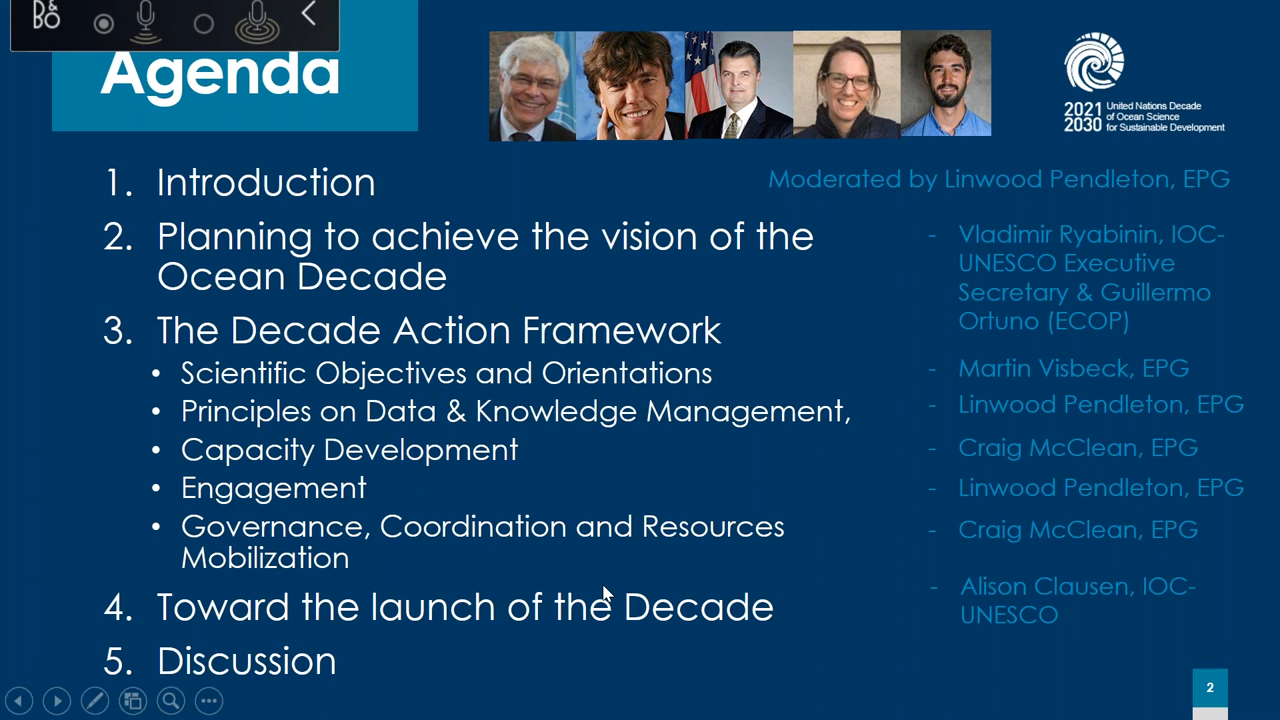 B&O
Agenda
2021 United Nations Decade
of Ocean Science
2030 for Sustainable Development
1. Introduction
Moderated by Linwood Pendleton, EPG
2. Planning to achieve the vision of the
Ocean Decade
- Vladimir Ryabinin, IOC-
UNESCO Executive
Secretary & Guillermo
Ortuno (ECOP)
3. The Decade Action Framework
• Scientific Objectives and Orientations
- Martin Visbeck, EPG
• Principles on Data & Knowledge Management,
- Linwood Pendleton, EPG
• Capacity Development
- Craig McClean, EPG
• Engagement
- Linwood Pendleton, EPG
• Governance, Coordination and Resources
Mobilization
- Craig McClean, EPG
4. Toward the launch of the Decade
- Alison Clausen, IOC-
UNESCO
5. Discussion
2